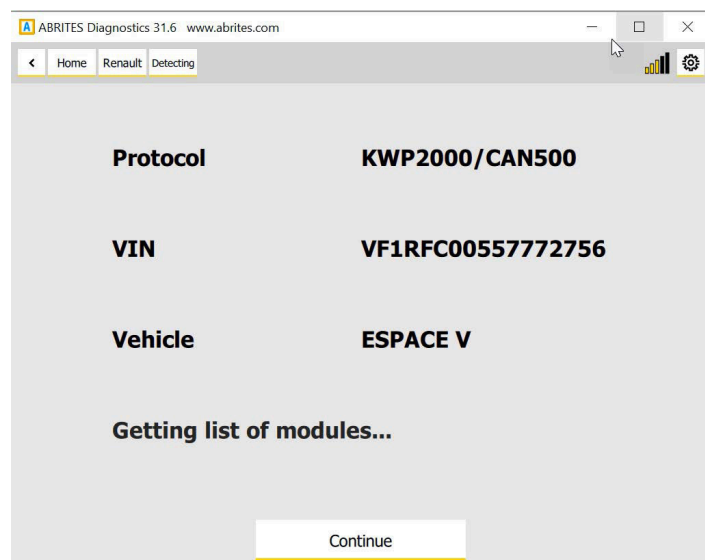 ABRITES Diagnostics 31.6 www.abrites.com
Home Renault Detecting
Protocol KWP2000/CAN500
VIN VF1RFC00557772756
Vehicle ESPACE V
Getting list of modules...
Continue